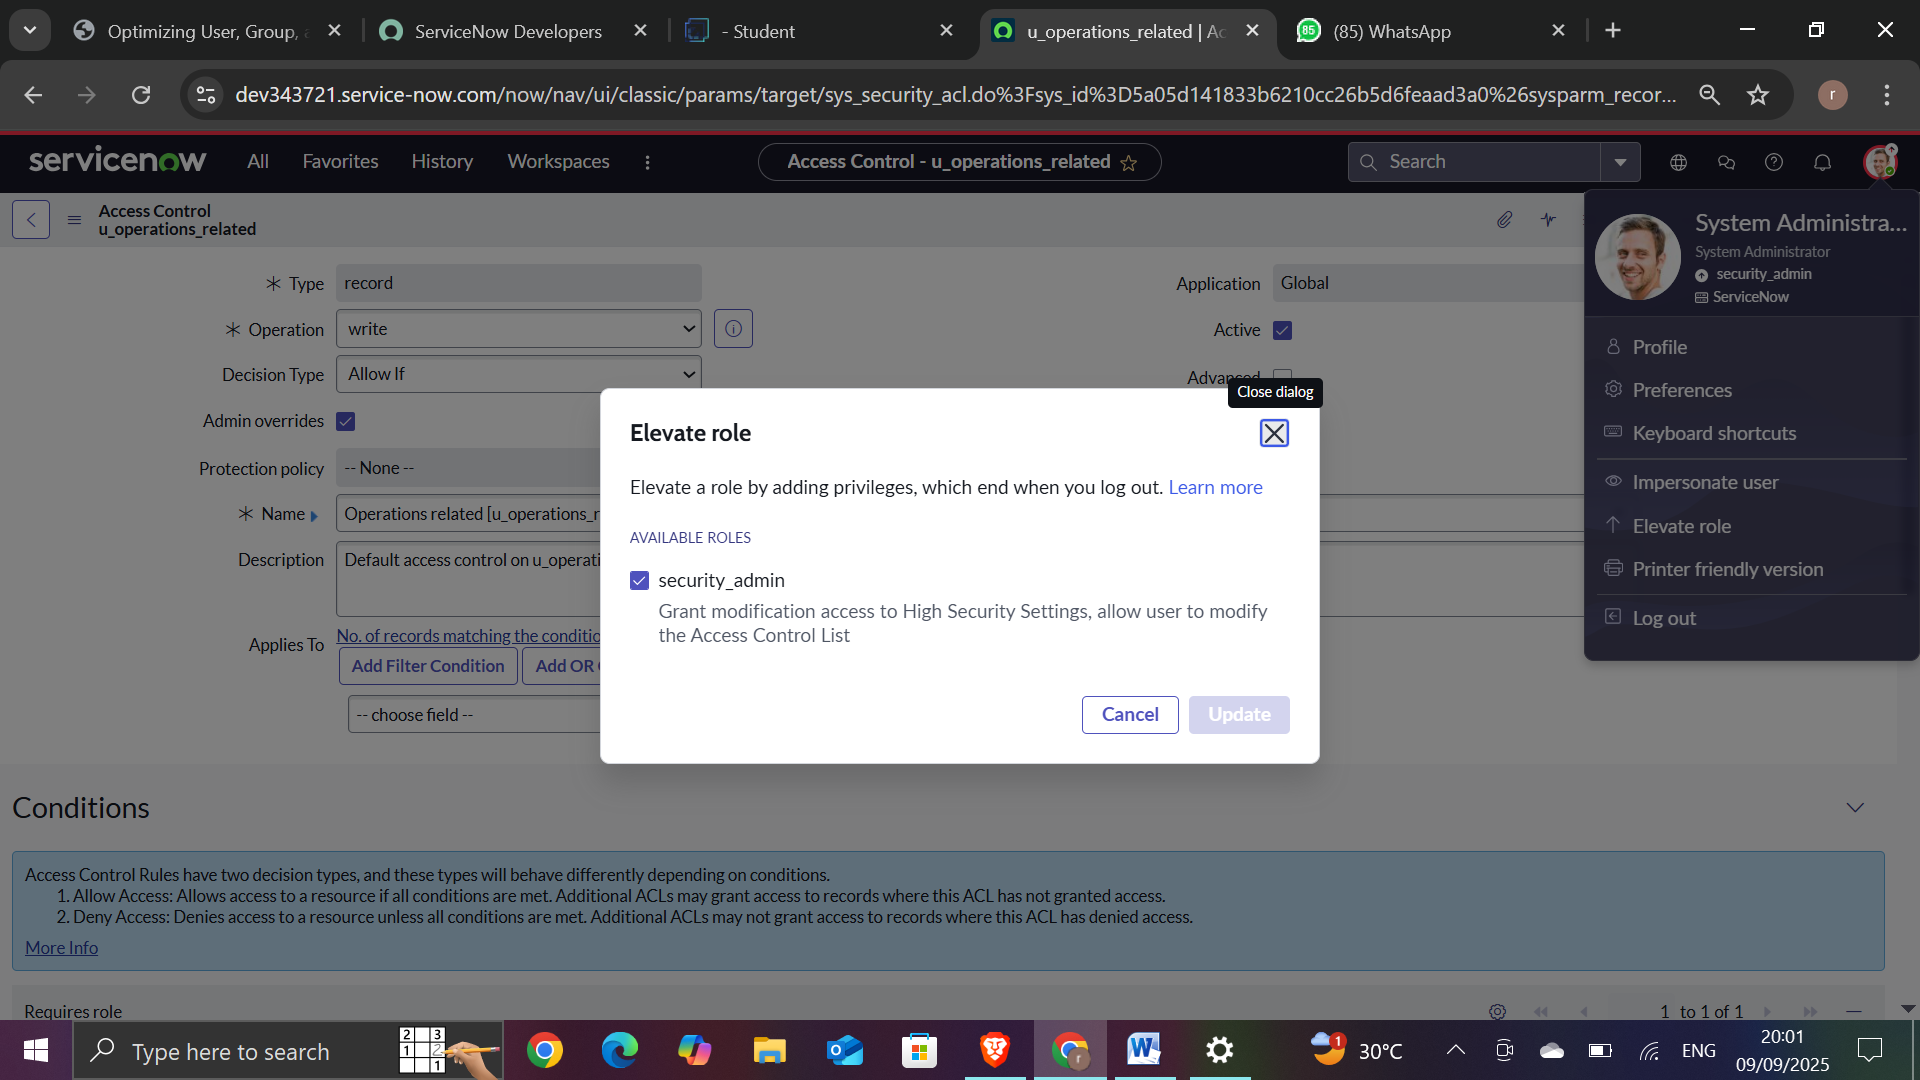 Optimizing User, Group, a
ServiceNow Developers
- Student
u_operations_related | Ac
85
(85) WhatsApp
dev343721.service-now.com/now/nav/ui/classic/params/target/sys_security_acl.do%3Fsys_id%3D5a05d141833b6210cc26b5d6feaad3a0%26sysparm_recor...
r
servicenow
All
Favorites
History
Workspaces
Access Control - u_operations_related
Search
Access Control
u_operations_related
System Administra...
System Administrator
security_admin
ServiceNow
Profile
Preferences
Keyboard shortcuts
Impersonate user
Elevate role
Printer friendly version
Log out
Type
record
Application
Global
Operation
write
Active
Decision Type
Allow If
Advanced
Close dialog
Admin overrides
Protection policy
-- None --
Name
Operations related [u_operations_r
Description
Default access control on u_operati
Applies To
No. of records matching the conditio
Add Filter Condition
Add OR
-- choose field --
Elevate role
Elevate a role by adding privileges, which end when you log out. Learn more
AVAILABLE ROLES
security_admin
Grant modification access to High Security Settings, allow user to modify
the Access Control List
Cancel
Update
Conditions
Access Control Rules have two decision types, and these types will behave differently depending on conditions.
1. Allow Access: Allows access to a resource if all conditions are met. Additional ACLs may grant access to records where this ACL has not granted access.
2. Deny Access: Denies access to a resource unless all conditions are met. Additional ACLs may not grant access to records where this ACL has denied access.
More Info
Requires role
1 to 1 of 1
Type here to search
2 3
1 2
1
r
1
30°C
ENG
20:01
09/09/2025